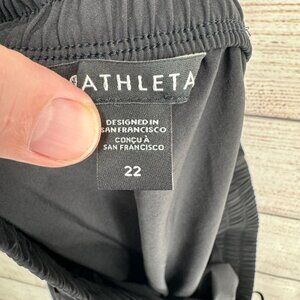 ATHLETA
DESIGNED IN
SAN FRANCISCO
CONÇU À
SAN FRANCISCO
22